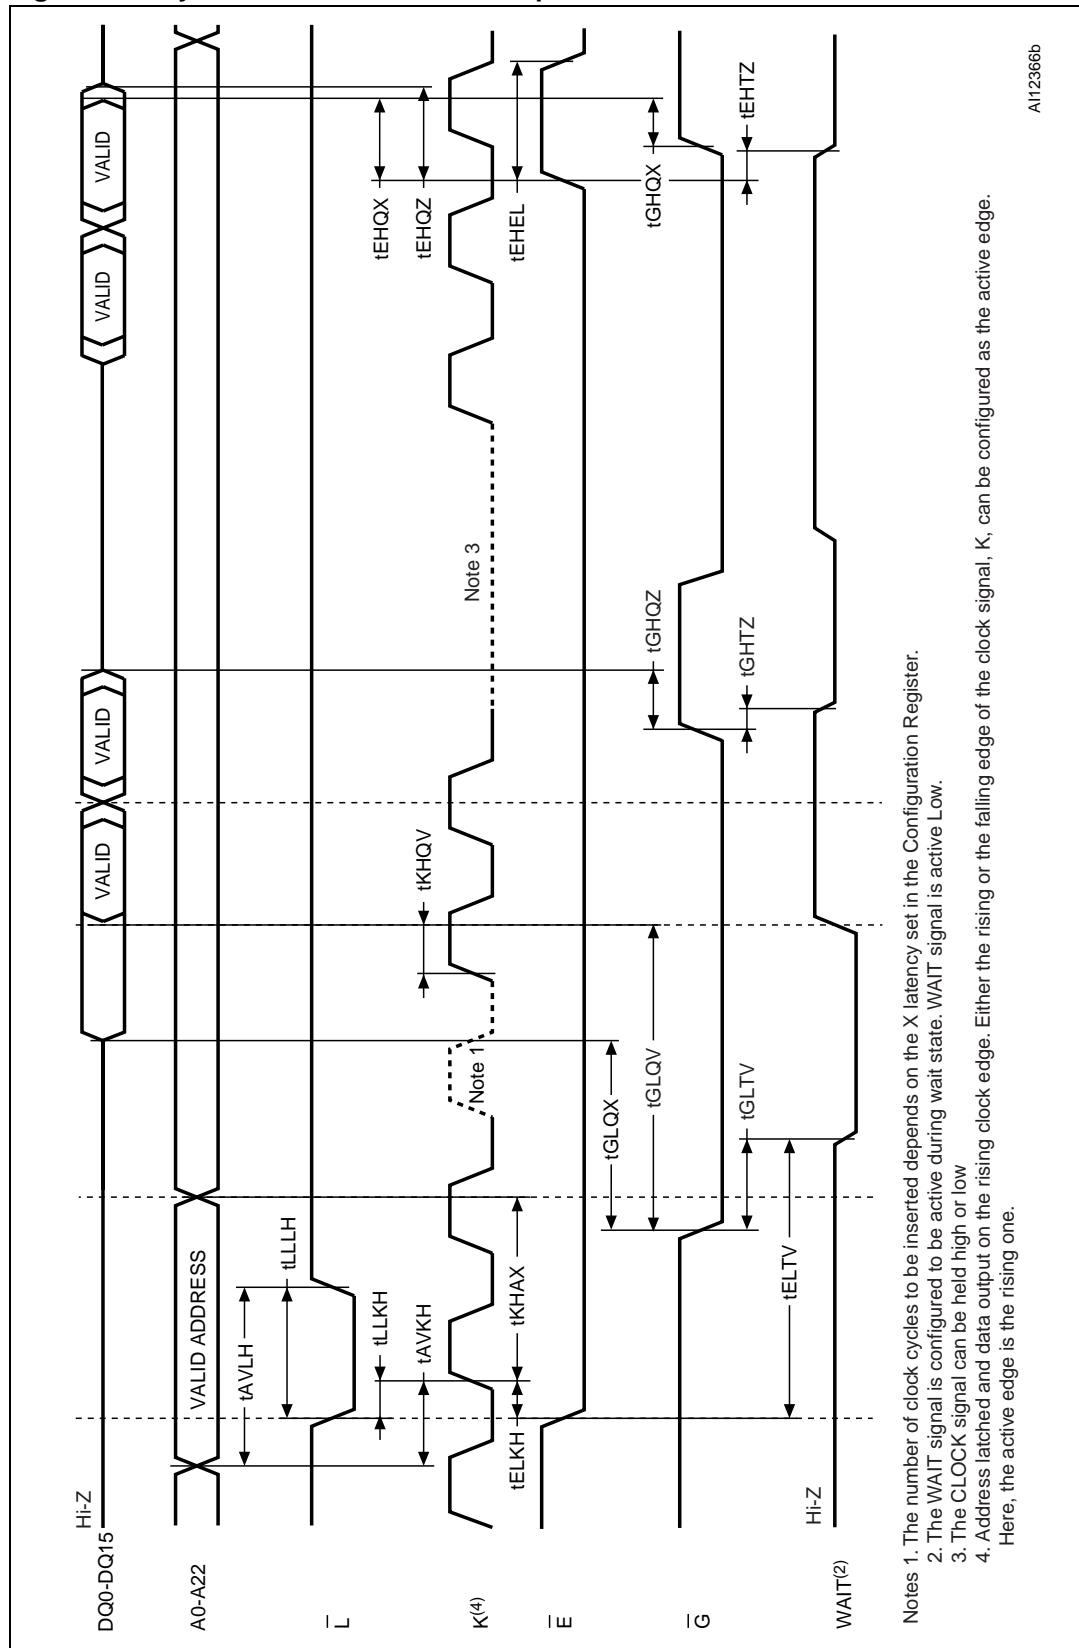 Hi-Z
DQ0-DQ15
VALID
VALID
VALID
VALID
A0-A22
VALID ADDRESS
tAVLH
tLLLH
L
tLLKH
tAVKH
tKHQV
tEHQX
tEHQZ
K(4)
Note 1
Note 3
tELKH
tKHAX
tEHEL
E
tGLQX
tGLQV
tGHQZ
tGHQX
G
tGLTV
tGHTZ
tEHTZ
tELTV
Hi-Z
WAIT(2)
Notes 1. The number of clock cycles to be inserted depends on the X latency set in the Configuration Register.
2. The WAIT signal is configured to be active during wait state. WAIT signal is active Low.
3. The CLOCK signal can be held high or low
4. Address latched and data output on the rising clock edge. Either the rising or the falling edge of the clock signal, K, can be configured as the active edge.
Here, the active edge is the rising one.
AI12366b